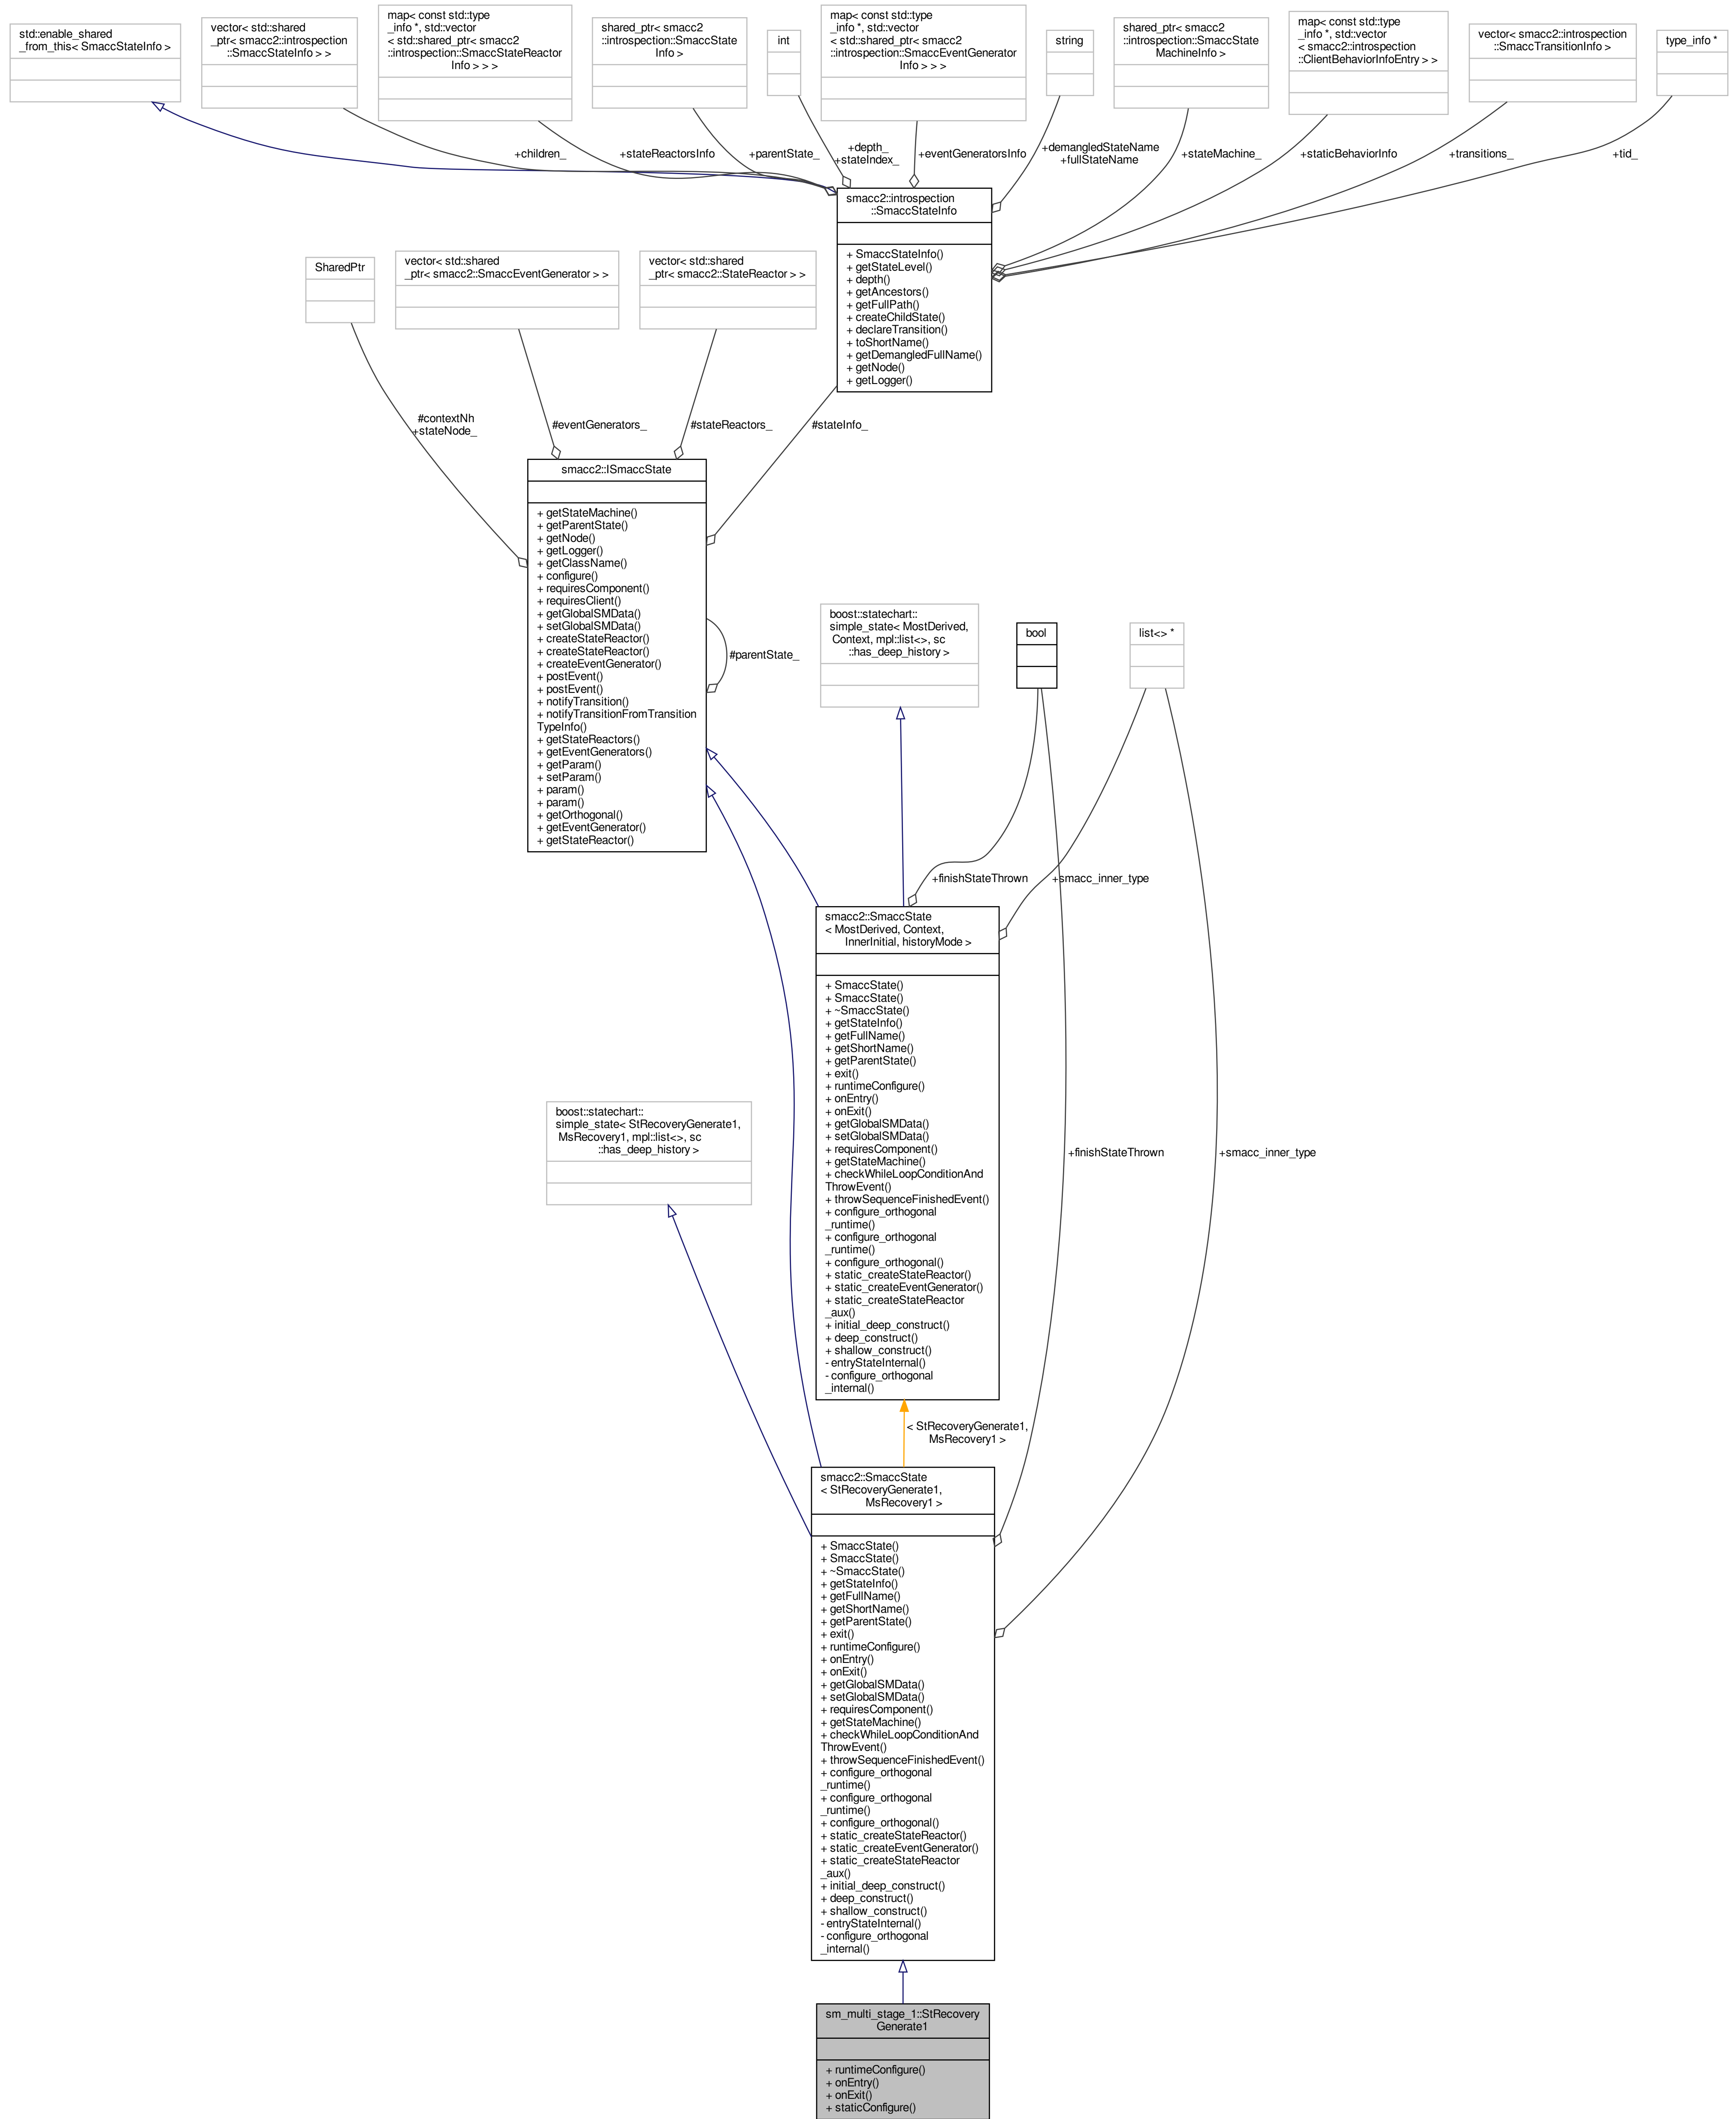 std::enable_shared
_from_this< SmaccStateInfo >
vector< std::shared
_ptr< smacc2::introspection
::SmaccStateInfo > >
map< const std::type
_info *, std::vector
< std::shared_ptr< smacc2
::introspection::SmaccStateReactor
Info > > >
shared_ptr< smacc2
::introspection::SmaccState
Info >
int
map< const std::type
_info *, std::vector
< std::shared_ptr< smacc2
::introspection::SmaccEventGenerator
Info > > >
string
shared_ptr< smacc2
::introspection::SmaccState
MachineInfo >
map< const std::type
_info *, std::vector
< smacc2::introspection
::ClientBehaviorInfoEntry > >
vector< smacc2::introspection
::SmaccTransitionInfo >
type_info *
+children_
+stateReactorsInfo
+parentState_
+depth_
+stateIndex_
+eventGeneratorsInfo
+demangledStateName
+fullStateName
+stateMachine_
+staticBehaviorInfo
+transitions_
+tid_
smacc2::introspection
::SmaccStateInfo
+ SmaccStateInfo()
+ getStateLevel()
+ depth()
+ getAncestors()
+ getFullPath()
+ createChildState()
+ declareTransition()
+ toShortName()
+ getDemangledFullName()
+ getNode()
+ getLogger()
SharedPtr
vector< std::shared
_ptr< smacc2::SmaccEventGenerator > >
vector< std::shared
_ptr< smacc2::StateReactor > >
#contextNh
+stateNode_
#eventGenerators_
#stateReactors_
#stateInfo_
smacc2::ISmaccState
+ getStateMachine()
+ getParentState()
+ getNode()
+ getLogger()
+ getClassName()
+ configure()
+ requiresComponent()
+ requiresClient()
+ getGlobalSMData()
+ setGlobalSMData()
+ createStateReactor()
+ createStateReactor()
+ createEventGenerator()
+ postEvent()
+ postEvent()
+ notifyTransition()
+ notifyTransitionFromTransition
TypeInfo()
+ getStateReactors()
+ getEventGenerators()
+ getParam()
+ setParam()
+ param()
+ param()
+ getOrthogonal()
+ getEventGenerator()
+ getStateReactor()
#parentState_
boost::statechart::
simple_state< MostDerived,
Context, mpl::list<>, sc
::has_deep_history >
bool
list<> *
+finishStateThrown
+smacc_inner_type
smacc2::SmaccState
< MostDerived, Context,
InnerInitial, historyMode >
+ SmaccState()
+ SmaccState()
+ ~SmaccState()
+ getStateInfo()
+ getFullName()
+ getShortName()
+ getParentState()
+ exit()
+ runtimeConfigure()
+ onEntry()
+ onExit()
+ getGlobalSMData()
+ setGlobalSMData()
+ requiresComponent()
+ getStateMachine()
+ checkWhileLoopConditionAnd
ThrowEvent()
+ throwSequenceFinishedEvent()
+ configure_orthogonal
_runtime()
+ configure_orthogonal
_runtime()
+ configure_orthogonal()
+ static_createStateReactor()
+ static_createEventGenerator()
+ static_createStateReactor
_aux()
+ initial_deep_construct()
+ deep_construct()
+ shallow_construct()
- entryStateInternal()
- configure_orthogonal
_internal()
boost::statechart::
simple_state< StRecoveryGenerate1,
MsRecovery1, mpl::list<>, sc
::has_deep_history >
+finishStateThrown
+smacc_inner_type
< StRecoveryGenerate1,
MsRecovery1 >
smacc2::SmaccState
< StRecoveryGenerate1,
MsRecovery1 >
+ SmaccState()
+ SmaccState()
+ ~SmaccState()
+ getStateInfo()
+ getFullName()
+ getShortName()
+ getParentState()
+ exit()
+ runtimeConfigure()
+ onEntry()
+ onExit()
+ getGlobalSMData()
+ setGlobalSMData()
+ requiresComponent()
+ getStateMachine()
+ checkWhileLoopConditionAnd
ThrowEvent()
+ throwSequenceFinishedEvent()
+ configure_orthogonal
_runtime()
+ configure_orthogonal
_runtime()
+ configure_orthogonal()
+ static_createStateReactor()
+ static_createEventGenerator()
+ static_createStateReactor
_aux()
+ initial_deep_construct()
+ deep_construct()
+ shallow_construct()
- entryStateInternal()
- configure_orthogonal
_internal()
sm_multi_stage_1::StRecovery
Generate1
+ runtimeConfigure()
+ onEntry()
+ onExit()
+ staticConfigure()